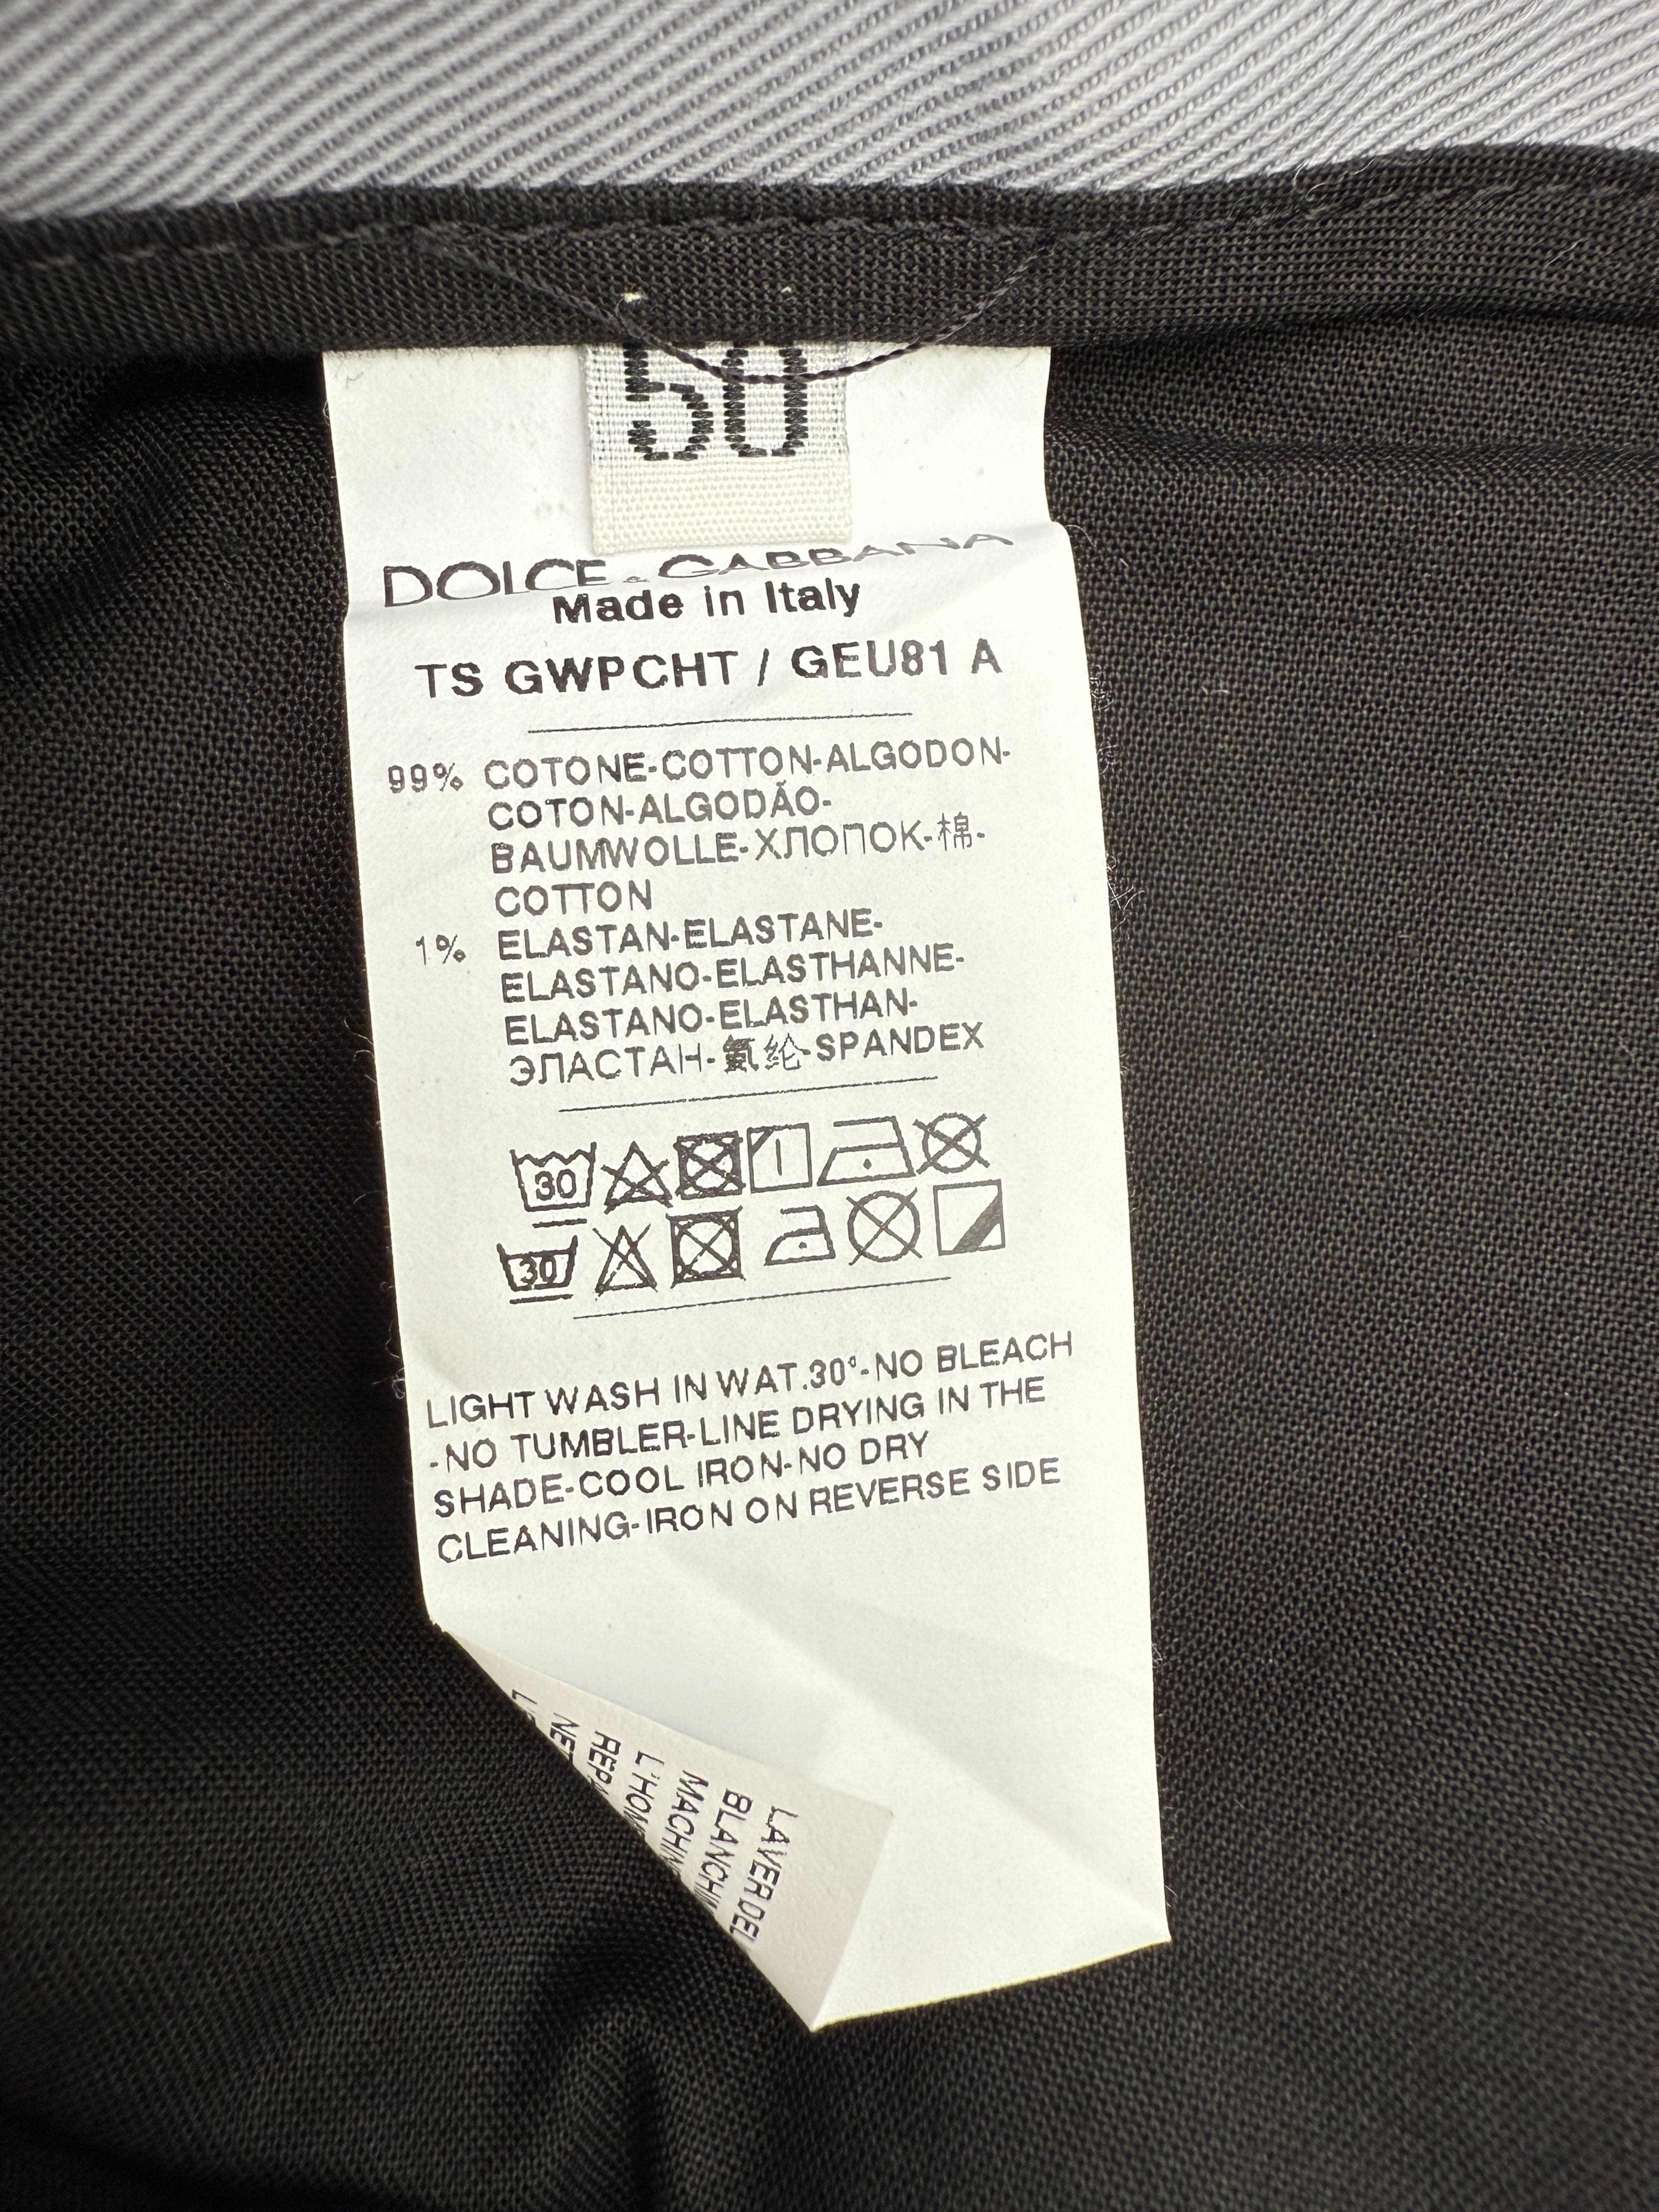 50
DOLCE & GABBANA
Made in Italy
TS GWPCHT / GEU81 A
99% COTONE-COTTON-ALGODON-
COTON-ALGODÃO-
BAUMWOLLE-ХЛОПОК-棉-
COTTON
1% ELASTAN-ELASTANE-
ELASTANO-ELASTHANNE-
ELASTANO-ELASTHAN-
ЭЛАСТАН-氨纶-SPANDEX
30
30
LIGHT WASH IN WAT.30°-NO BLEACH
-NO TUMBLER-LINE DRYING IN THE
SHADE-COOL IRON-NO DRY
CLEANING-IRON ON REVERSE SIDE
LAVER DEL
BLANCHI
MACHIN
L'HOM
REPA
NET